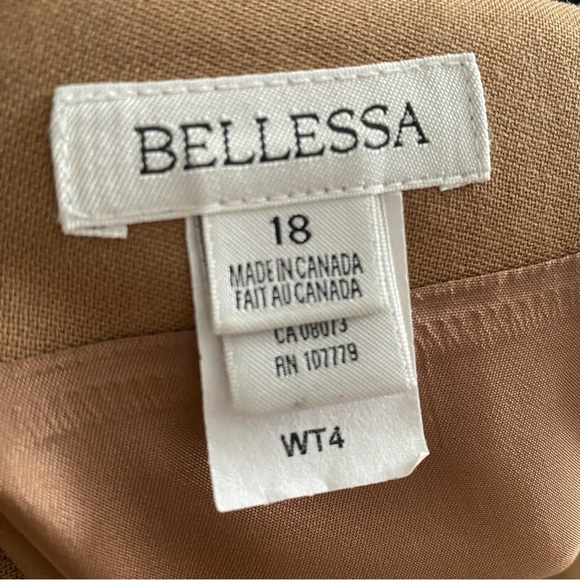 BELLESSA
18
MADE IN CANADA
FAIT AU CANADA
CA 08073
RN 107779
WT4